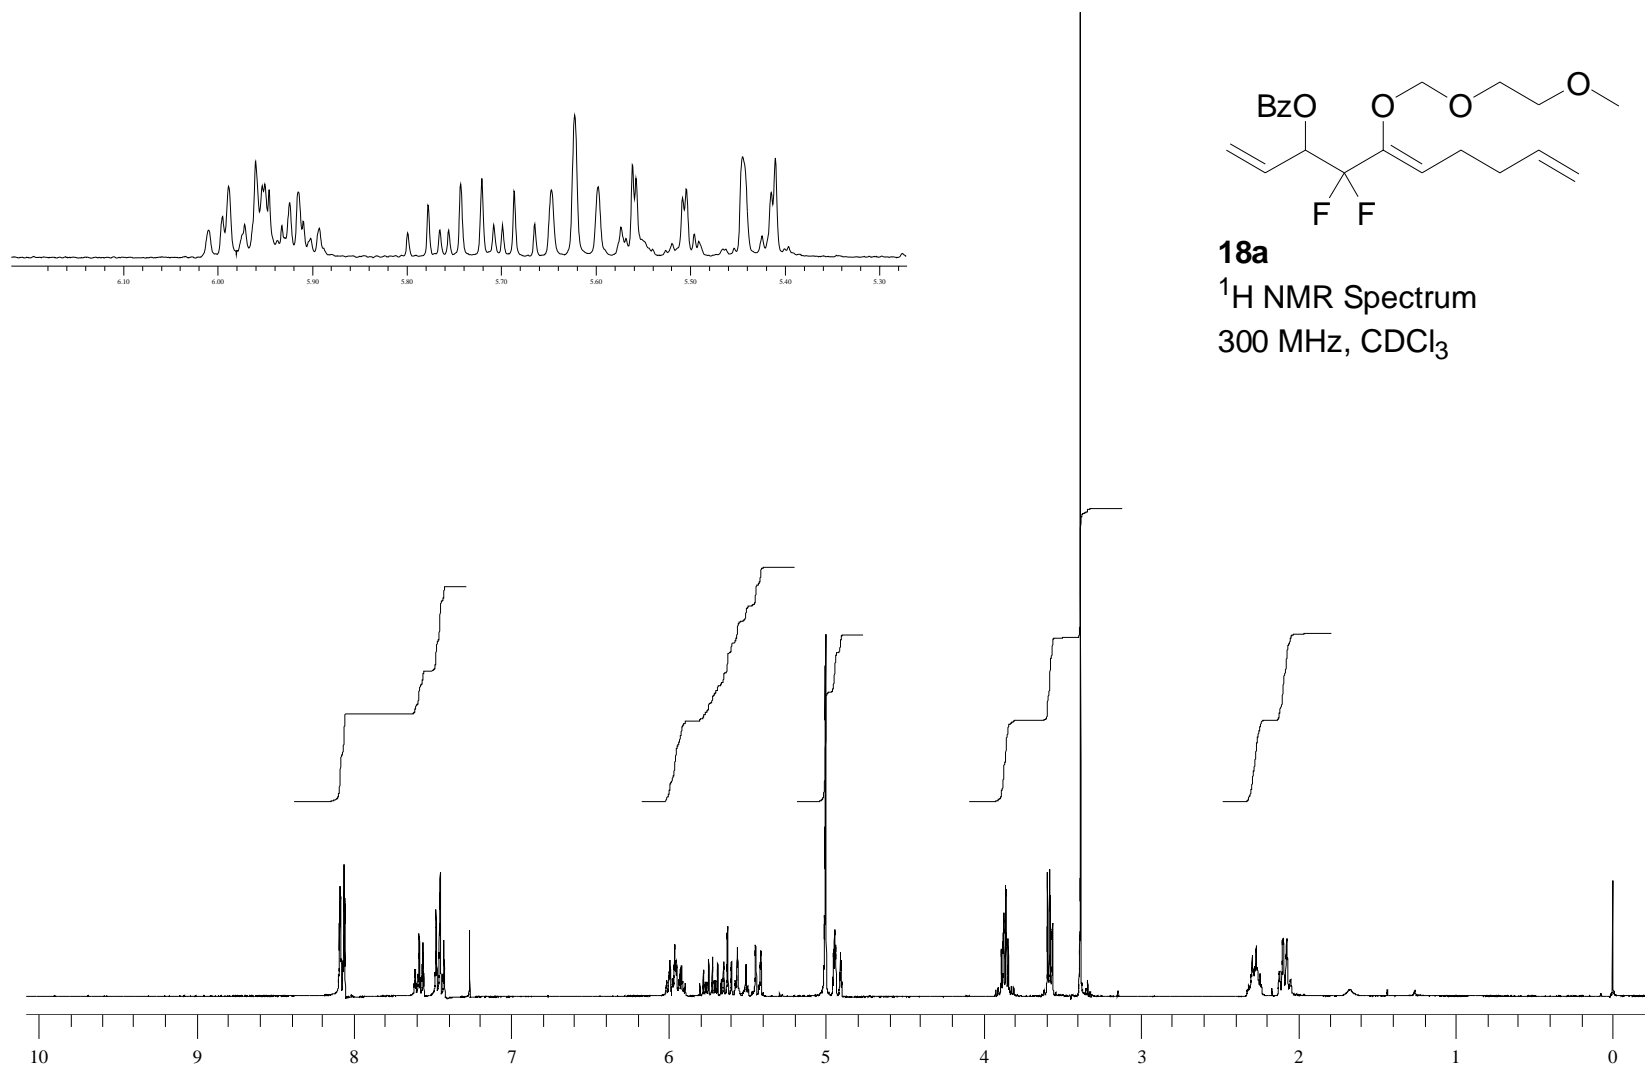 BzO
O
O
O
F F
18a
1H NMR Spectrum
300 MHz, CDCl3
6.10 6.00 5.90 5.80 5.70 5.60 5.50 5.40 5.30
10 9 8 7 6 5 4 3 2 1 0